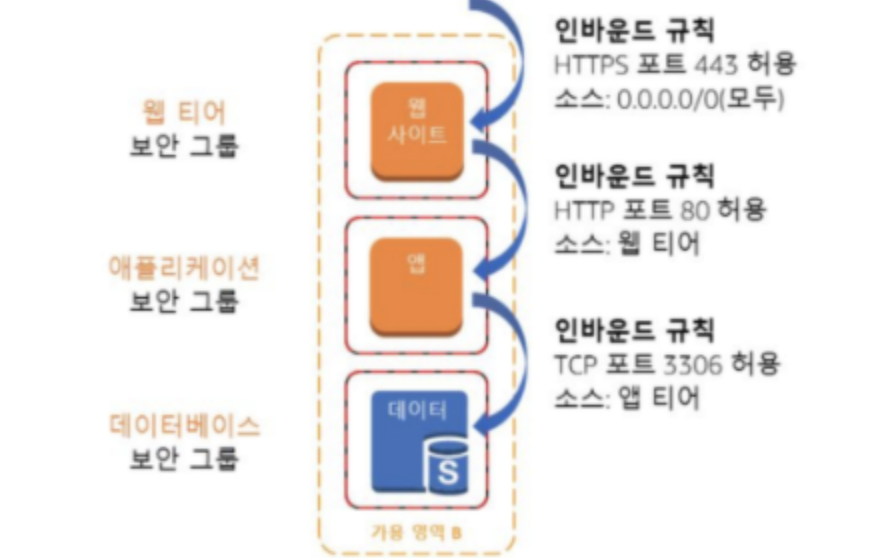 인바운드 규칙
HTTPS 포트 443 허용
소스: 0.0.0.0/0(모두)
웹 티어
보안 그룹
웹
사이트
인바운드 규칙
HTTP 포트 80 허용
소스: 웹 티어
애플리케이션
보안 그룹
앱
인바운드 규칙
TCP 포트 3306 허용
소스: 앱 티어
데이터베이스
보안 그룹
데이터
S
가용 영역 B